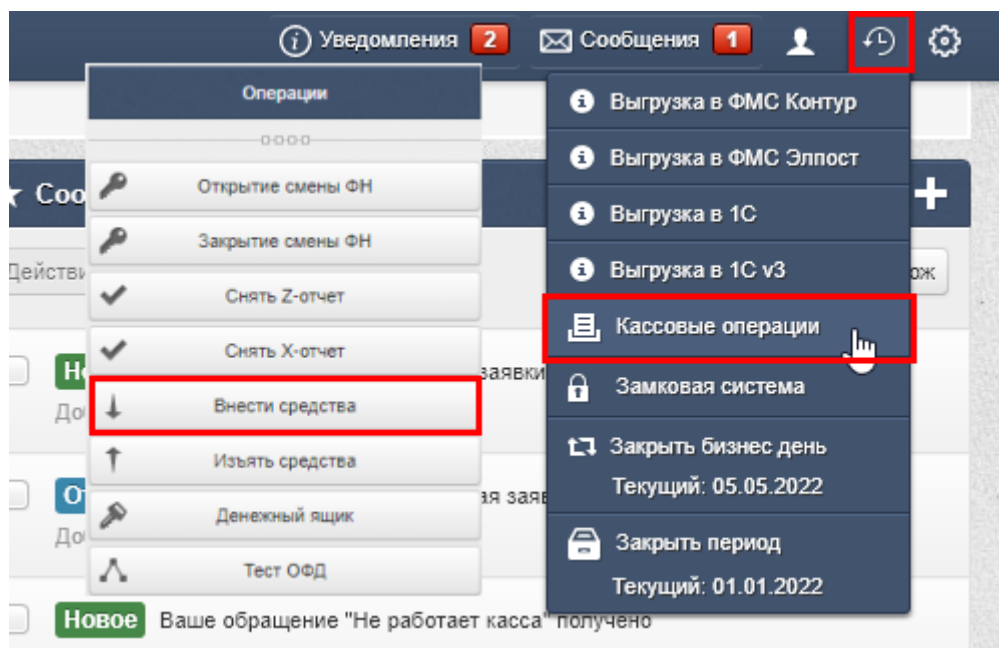 Уведомления 2 Сообщения 1
Операции
Открытие смены ФН
Закрытие смены ФН
Снять Z-отчет
Снять X-отчет
Внести средства
Изъять средства
Денежный ящик
Тест ОФД
Выгрузка в ФМС Контур
Выгрузка в ФМС Элпост
Выгрузка в 1С
Выгрузка в 1С v3
Кассовые операции
Замковая система
Закрыть бизнес день
Текущий: 05.05.2022
Закрыть период
Текущий: 01.01.2022
Новое Ваше обращение "Не работает касса" получено